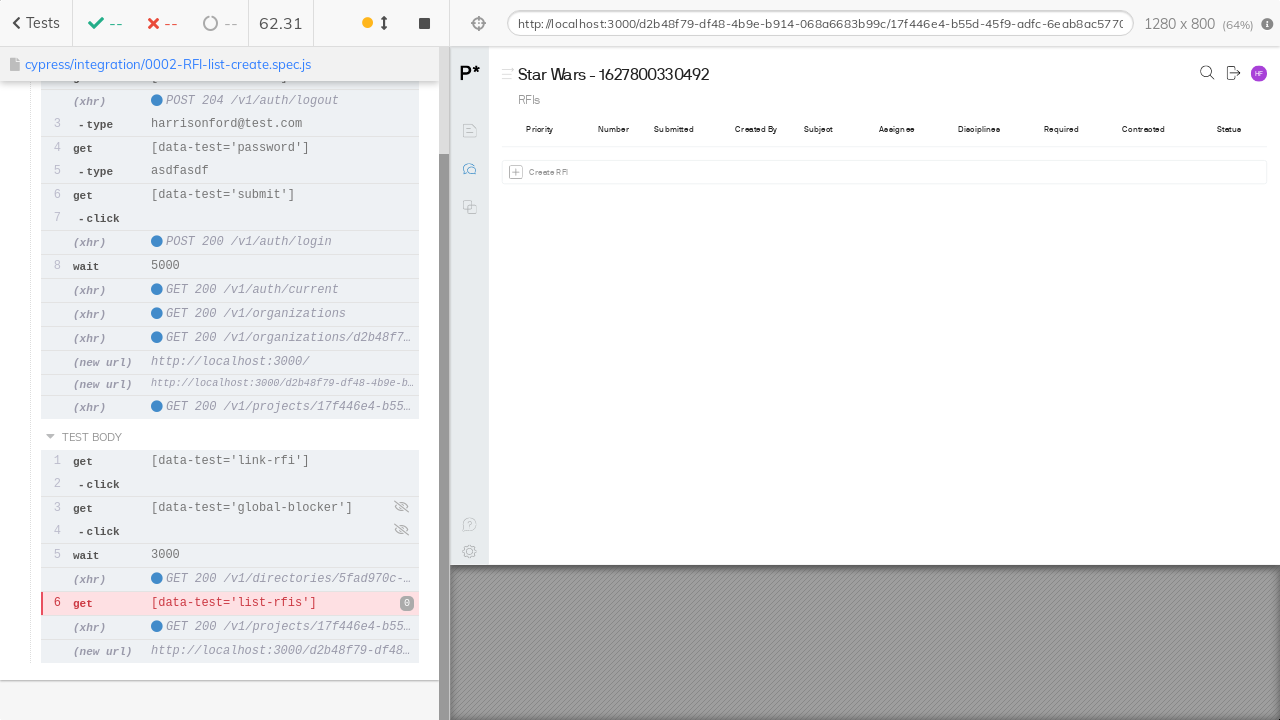 Tests
--
--
--
62.31
http://localhost:3000/d2b48f79-df48-4b9e-b914-068a66e3b99c/17f446e4-b55d-45f9-adfc-6eab8ac5770
1280 x 800 (64%)
cypress/integration/0002-RFI-list-create.spec.js
(xhr) POST 204 /v1/auth/logout
3 -type harrisonford@test.com
4 get [data-test='password']
5 -type asdfasdf
6 get [data-test='submit']
7 -click
(xhr) POST 200 /v1/auth/login
8 wait 5000
(xhr) GET 200 /v1/auth/current
(xhr) GET 200 /v1/organizations
(xhr) GET 200 /v1/organizations/d2b48f7…
(new url) http://localhost:3000/
(new url) http://localhost:3000/d2b48f79-df48-4b9e-b…
(xhr) GET 200 /v1/projects/17f446e4-b55…
TEST BODY
1 get [data-test='link-rfi']
2 -click
3 get [data-test='global-blocker']
4 -click
5 wait 3000
(xhr) GET 200 /v1/directories/5fad970c-…
6 get [data-test='list-rfis'] 0
(xhr) GET 200 /v1/projects/17f446e4-b55…
(new url) http://localhost:3000/d2b48f79-df48…
P*
Star Wars - 1627800330492
HF
RFIs
Priority Number Submitted Created By Subject Assignee Disciplines Required Contracted Status
Create RFI